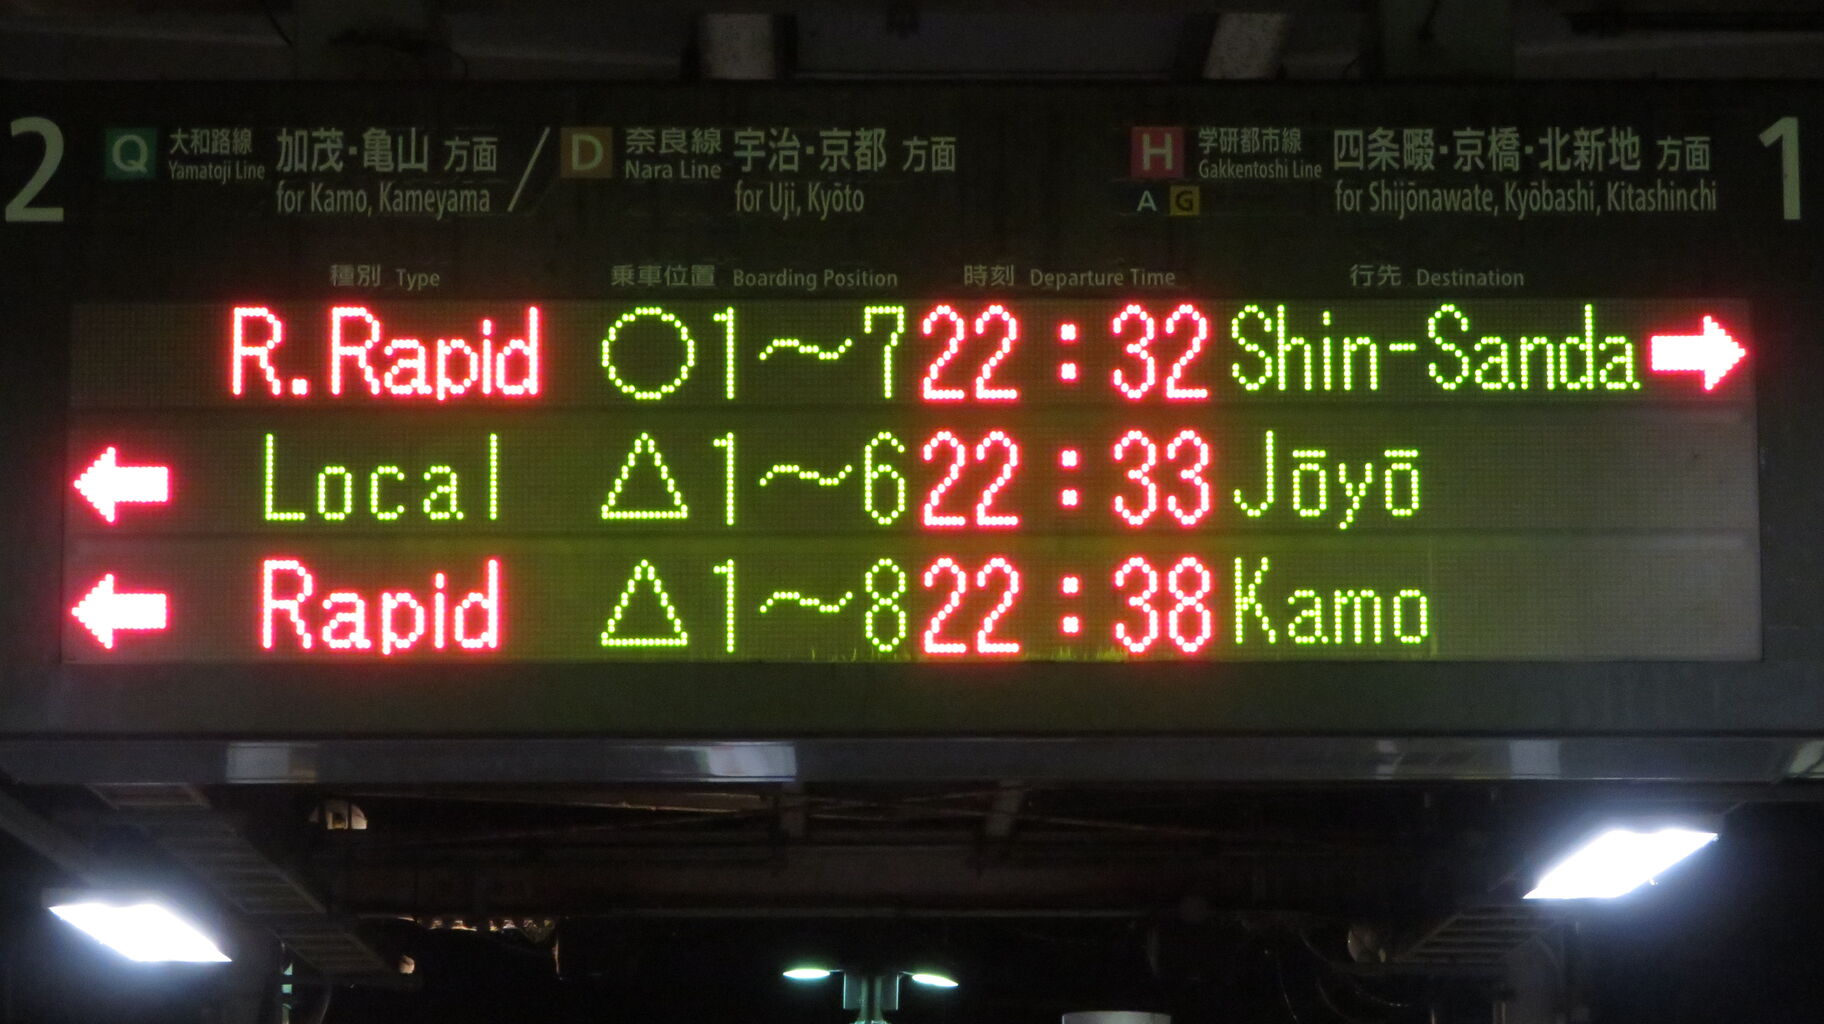 2 Q 大和路線 加茂・亀山 方面 / D 奈良線 宇治・京都 方面 H 学研都市線 四条畷・京橋・北新地 方面 1
Yamatoji Line for Kamo, Kameyama Nara Line for Uji, Kyōto A G Gakkentoshi Line for Shijōnawate, Kyōbashi, Kitashinchi
種別 Type 乗車位置 Boarding Position 時刻 Departure Time 行先 Destination
R.Rapid ○1～7 22:32 Shin-Sanda →
← Local △1～6 22:33 Jōyō
← Rapid △1～8 22:38 Kamo